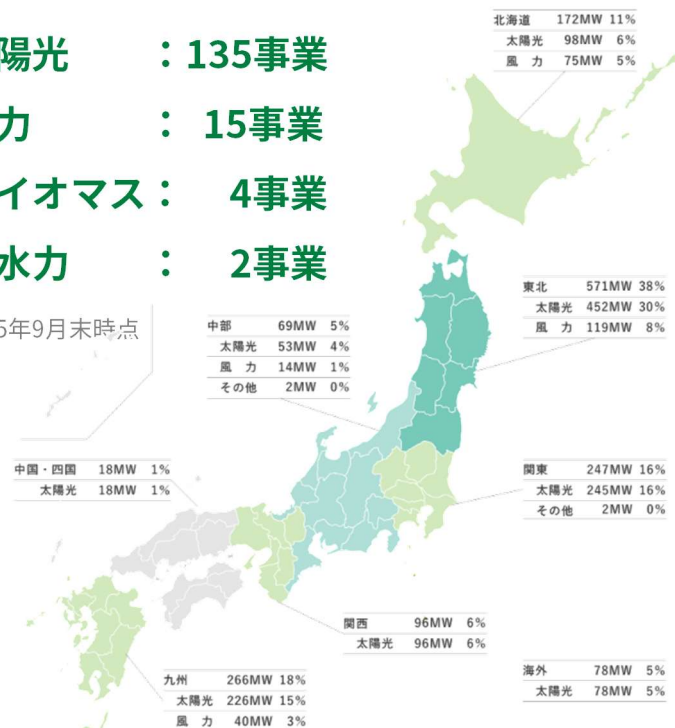 陽光 ：135事業
力 ： 15事業
イオマス： 4事業
水力 ： 2事業
5年9月末時点
北海道 172MW 11%
太陽光 98MW 6%
風 力 75MW 5%
東北 571MW 38%
太陽光 452MW 30%
風 力 119MW 8%
中部 69MW 5%
太陽光 53MW 4%
風 力 14MW 1%
その他 2MW 0%
中国・四国 18MW 1%
太陽光 18MW 1%
関東 247MW 16%
太陽光 245MW 16%
その他 2MW 0%
関西 96MW 6%
太陽光 96MW 6%
海外 78MW 5%
太陽光 78MW 5%
九州 266MW 18%
太陽光 226MW 15%
風 力 40MW 3%